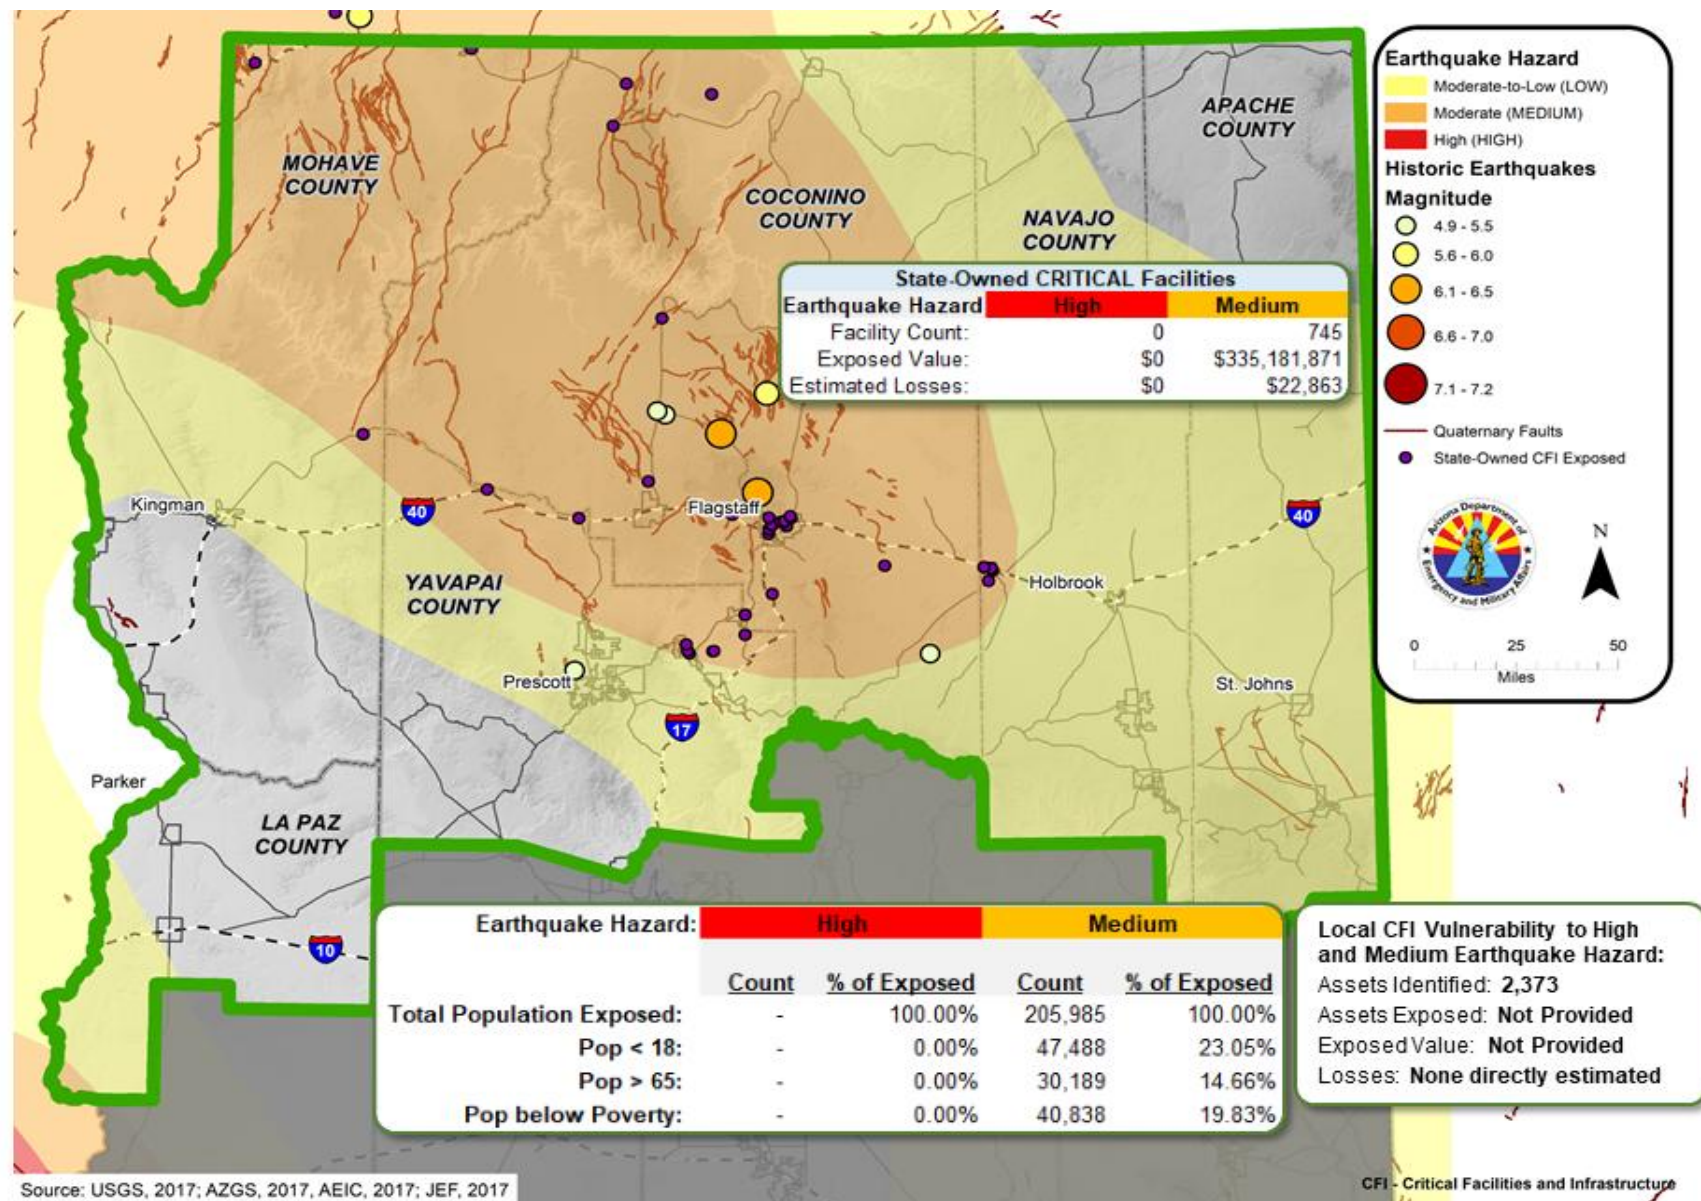 MOHAVE
COUNTY
COCONINO
COUNTY
NAVAJO
COUNTY
APACHE
COUNTY
Earthquake Hazard
Moderate-to-Low (LOW)
Moderate (MEDIUM)
High (HIGH)
Historic Earthquakes
Magnitude
4.9 - 5.5
5.6 - 6.0
6.1 - 6.5
6.6 - 7.0
7.1 - 7.2
Quaternary Faults
State-Owned CFI Exposed
Arizona Department of
Emergency and Military Affairs
N
0 25 50
Miles
State-Owned CRITICAL Facilities
Earthquake Hazard High Medium
Facility Count: 0 745
Exposed Value: $0 $335,181,871
Estimated Losses: $0 $22,863
Kingman
40
Flagstaff
40
YAVAPAI
COUNTY
Holbrook
Prescott
St. Johns
17
Parker
LA PAZ
COUNTY
10
Earthquake Hazard: High Medium
Count % of Exposed Count % of Exposed
Total Population Exposed: - 100.00% 205,985 100.00%
Pop < 18: - 0.00% 47,488 23.05%
Pop > 65: - 0.00% 30,189 14.66%
Pop below Poverty: - 0.00% 40,838 19.83%
Local CFI Vulnerability to High
and Medium Earthquake Hazard:
Assets Identified: 2,373
Assets Exposed: Not Provided
Exposed Value: Not Provided
Losses: None directly estimated
Source: USGS, 2017; AZGS, 2017, AEIC, 2017; JEF, 2017
CFI - Critical Facilities and Infrastructure